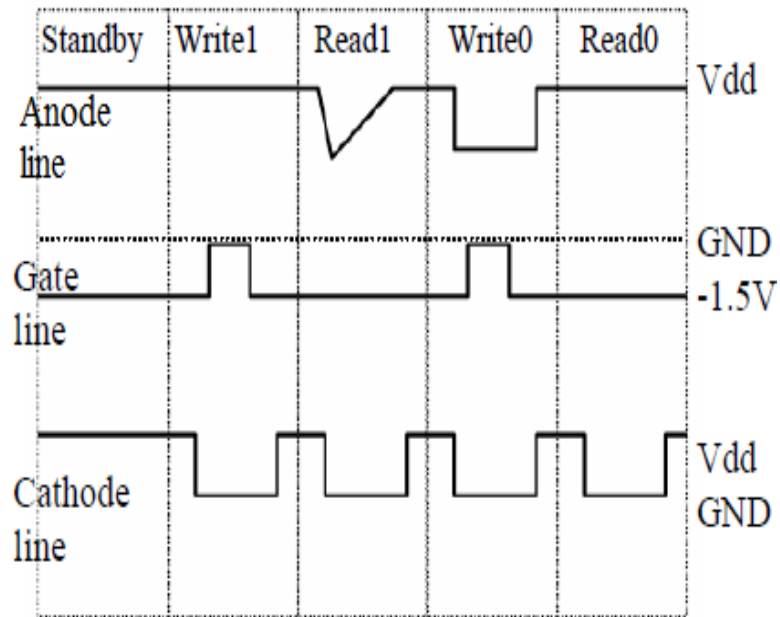 Standby Write1 Read1 Write0 Read0
Vdd
Anode
line
GND
Gate
-1.5V
line
Vdd
Cathode
GND
line